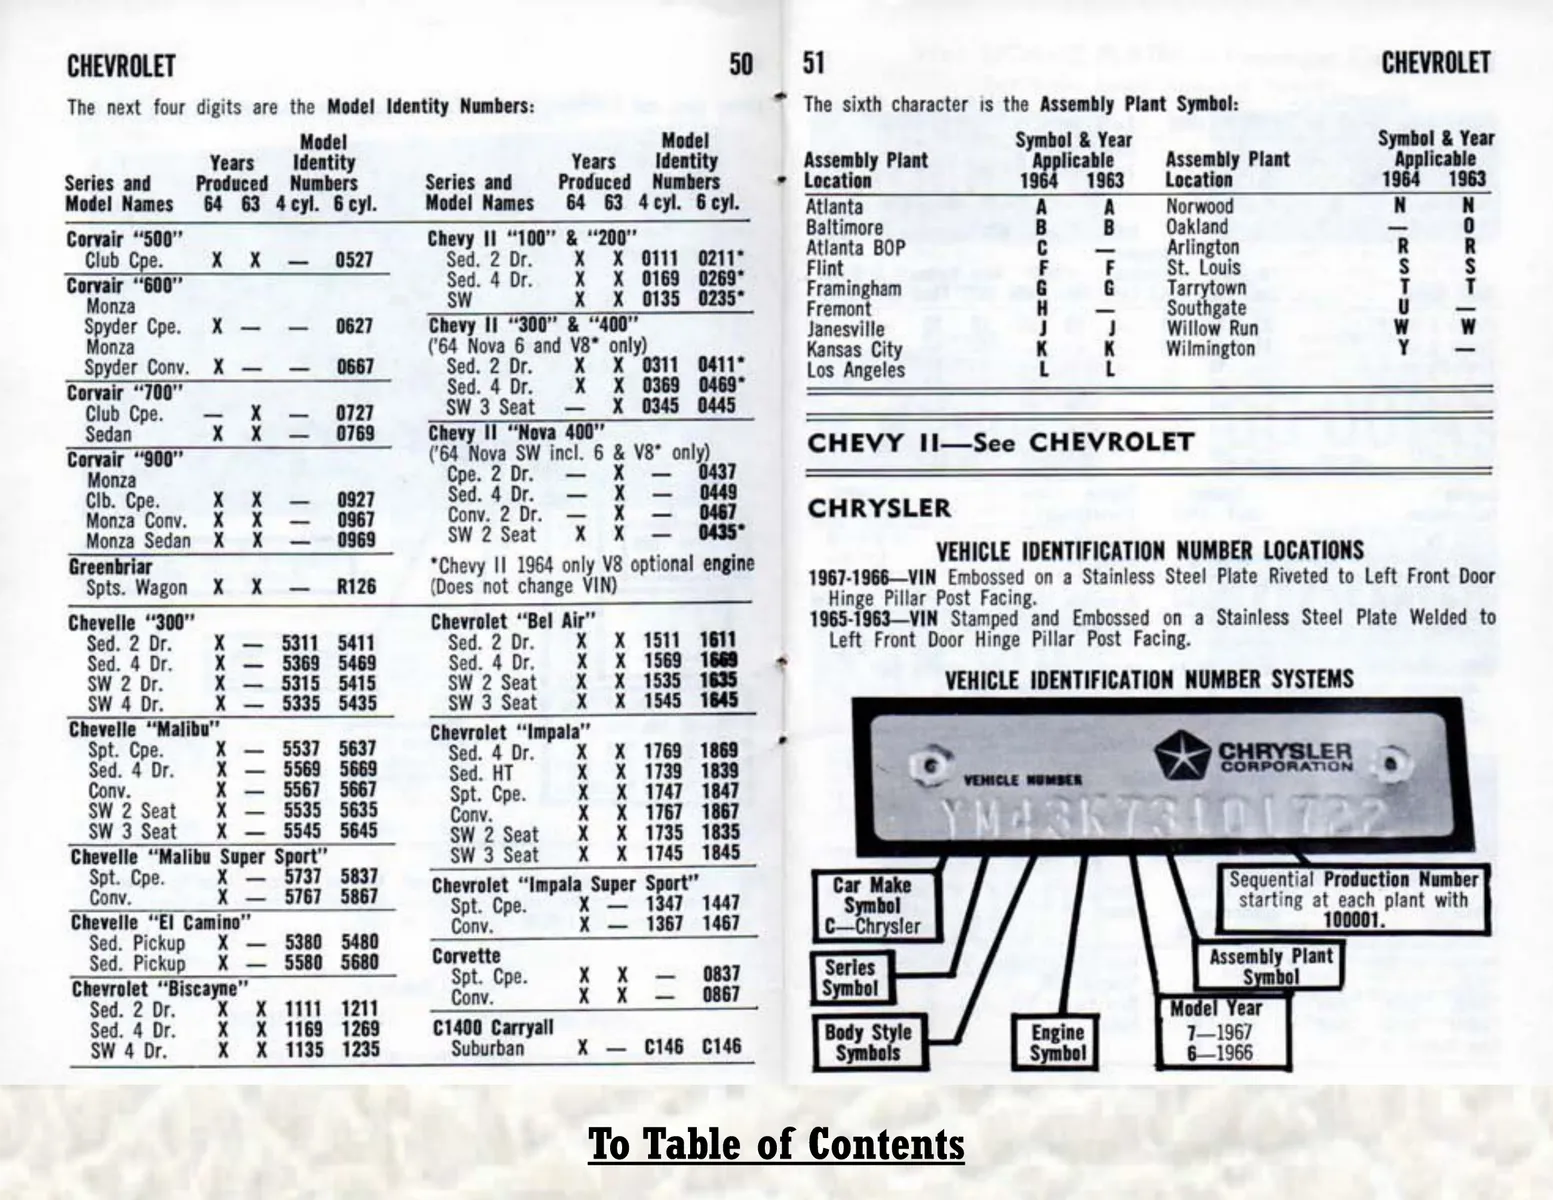 CHEVROLET 50
The next four digits are the Model Identity Numbers:
Model
Years Identity
Series and Produced Numbers
Model Names 64 63 4 cyl. 6 cyl.
Corvair "500"
Club Cpe. X X — 0527
Corvair "600"
Monza
Spyder Cpe. X — — 0627
Monza
Spyder Conv. X — — 0667
Corvair "700"
Club Cpe. — X — 0727
Sedan X X — 0769
Corvair "900"
Monza
Clb. Cpe. X X — 0927
Monza Conv. X X — 0967
Monza Sedan X X — 0969
Greenbriar
Spts. Wagon X X — R126
Chevelle "300"
Sed. 2 Dr. X — 5311 5411
Sed. 4 Dr. X — 5369 5469
SW 2 Dr. X — 5315 5415
SW 4 Dr. X — 5335 5435
Chevelle "Malibu"
Spt. Cpe. X — 5537 5637
Sed. 4 Dr. X — 5569 5669
Conv. X — 5567 5667
SW 2 Seat X — 5535 5635
SW 3 Seat X — 5545 5645
Chevelle "Malibu Super Sport"
Spt. Cpe. X — 5737 5837
Conv. X — 5767 5867
Chevelle "El Camino"
Sed. Pickup X — 5380 5480
Sed. Pickup X — 5580 5680
Chevrolet "Biscayne"
Sed. 2 Dr. X X 1111 1211
Sed. 4 Dr. X X 1169 1269
SW 4 Dr. X X 1135 1235
Model
Years Identity
Series and Produced Numbers
Model Names 64 63 4 cyl. 6 cyl.
Chevy II "100" & "200"
Sed. 2 Dr. X X 0111 0211*
Sed. 4 Dr. X X 0169 0269*
SW X X 0135 0235*
Chevy II "300" & "400"
('64 Nova 6 and V8* only)
Sed. 2 Dr. X X 0311 0411*
Sed. 4 Dr. X X 0369 0469*
SW 3 Seat — X 0345 0445
Chevy II "Nova 400"
('64 Nova SW incl. 6 & V8* only)
Cpe. 2 Dr. — X — 0437
Sed. 4 Dr. — X — 0449
Conv. 2 Dr. — X — 0467
SW 2 Seat X X — 0435*
*Chevy II 1964 only V8 optional engine
(Does not change VIN)
Chevrolet "Bel Air"
Sed. 2 Dr. X X 1511 1611
Sed. 4 Dr. X X 1569 1669
SW 2 Seat X X 1535 1635
SW 3 Seat X X 1545 1645
Chevrolet "Impala"
Sed. 4 Dr. X X 1769 1869
Sed. HT X X 1739 1839
Spt. Cpe. X X 1747 1847
Conv. X X 1767 1867
SW 2 Seat X X 1735 1835
SW 3 Seat X X 1745 1845
Chevrolet "Impala Super Sport"
Spt. Cpe. X — 1347 1447
Conv. X — 1367 1467
Corvette
Spt. Cpe. X X — 0837
Conv. X X — 0867
C1400 Carryall
Suburban X — C146 C146
51 CHEVROLET
The sixth character is the Assembly Plant Symbol:
Symbol & Year
Assembly Plant Applicable
Location 1964 1963
Atlanta A A
Baltimore B B
Atlanta BOP C —
Flint F F
Framingham G G
Fremont H —
Janesville J J
Kansas City K K
Los Angeles L L
Symbol & Year
Assembly Plant Applicable
Location 1964 1963
Norwood N N
Oakland — O
Arlington R R
St. Louis S S
Tarrytown T T
Southgate U —
Willow Run W W
Wilmington Y —
CHEVY II—See CHEVROLET
CHRYSLER
VEHICLE IDENTIFICATION NUMBER LOCATIONS
1967-1966—VIN Embossed on a Stainless Steel Plate Riveted to Left Front Door
Hinge Pillar Post Facing.
1965-1963—VIN Stamped and Embossed on a Stainless Steel Plate Welded to
Left Front Door Hinge Pillar Post Facing.
VEHICLE IDENTIFICATION NUMBER SYSTEMS
CHRYSLER
CORPORATION
VEHICLE NUMBER
YM43K73101722
Car Make
Symbol
C—Chrysler
Series
Symbol
Body Style
Symbols
Engine
Symbol
Model Year
7—1967
6—1966
Assembly Plant
Symbol
Sequential Production Number
starting at each plant with
100001.
To Table of Contents